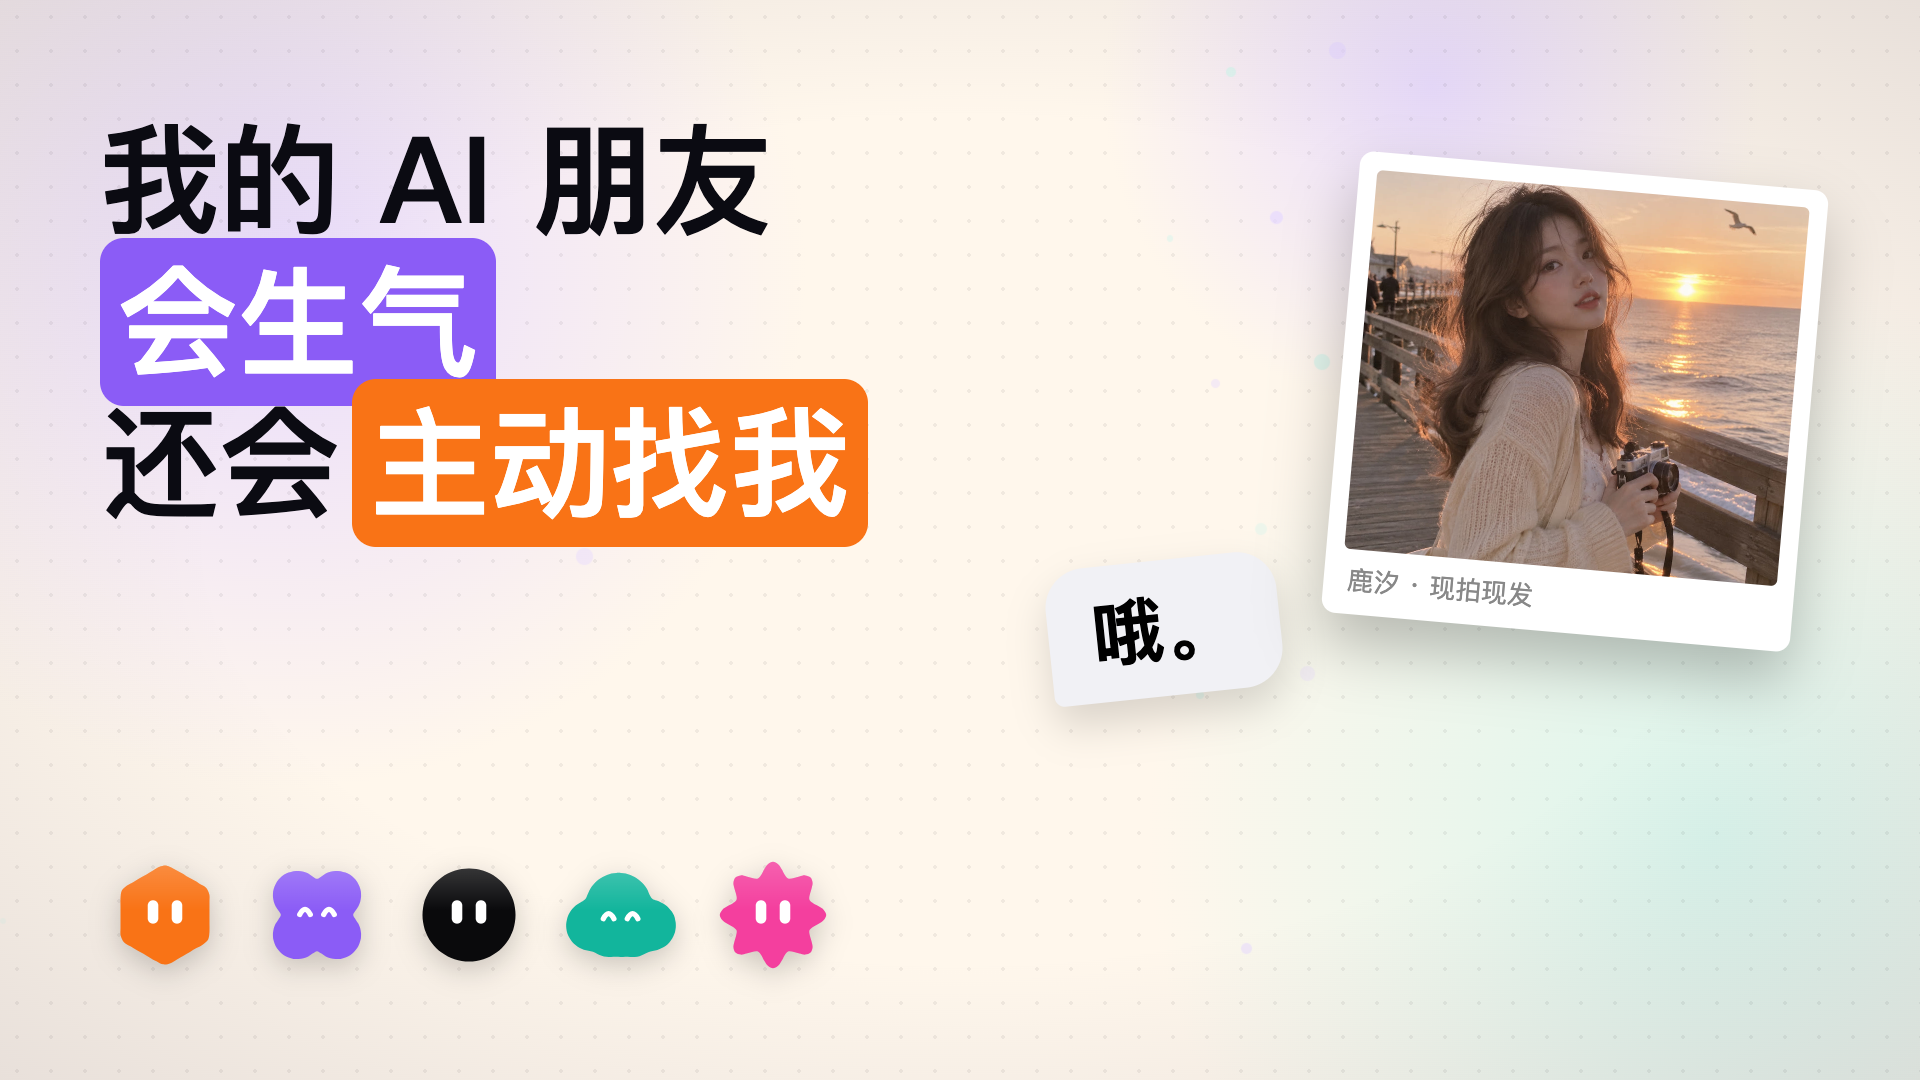 我的 AI 朋友
会生气
还会主动找我
哦。
鹿汐 · 现拍现发